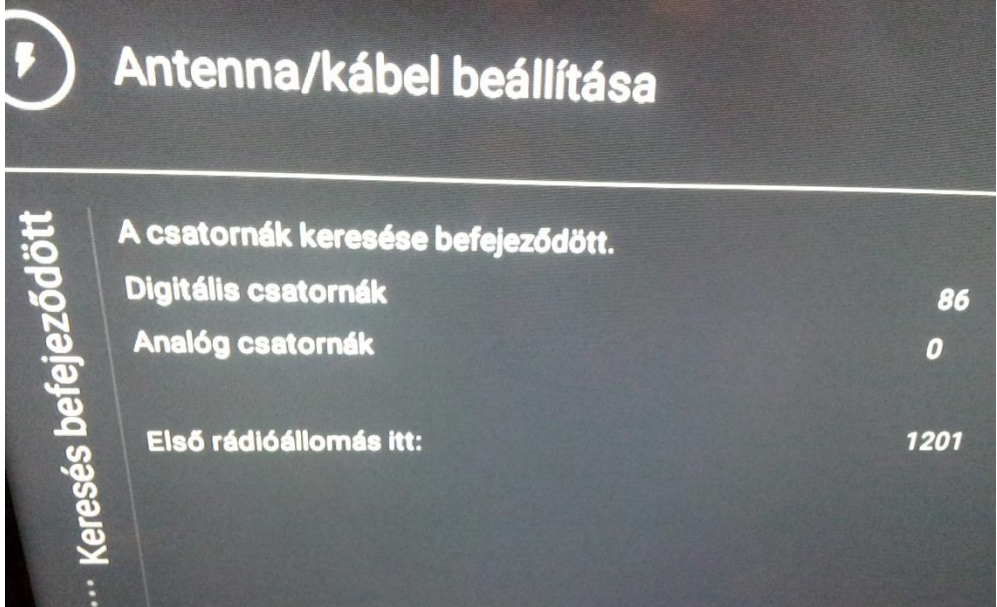 Antenna/kábel beállítása
... Keresés befejeződött
A csatornák keresése befejeződött.
Digitális csatornák 86
Analóg csatornák 0
Első rádióállomás itt: 1201